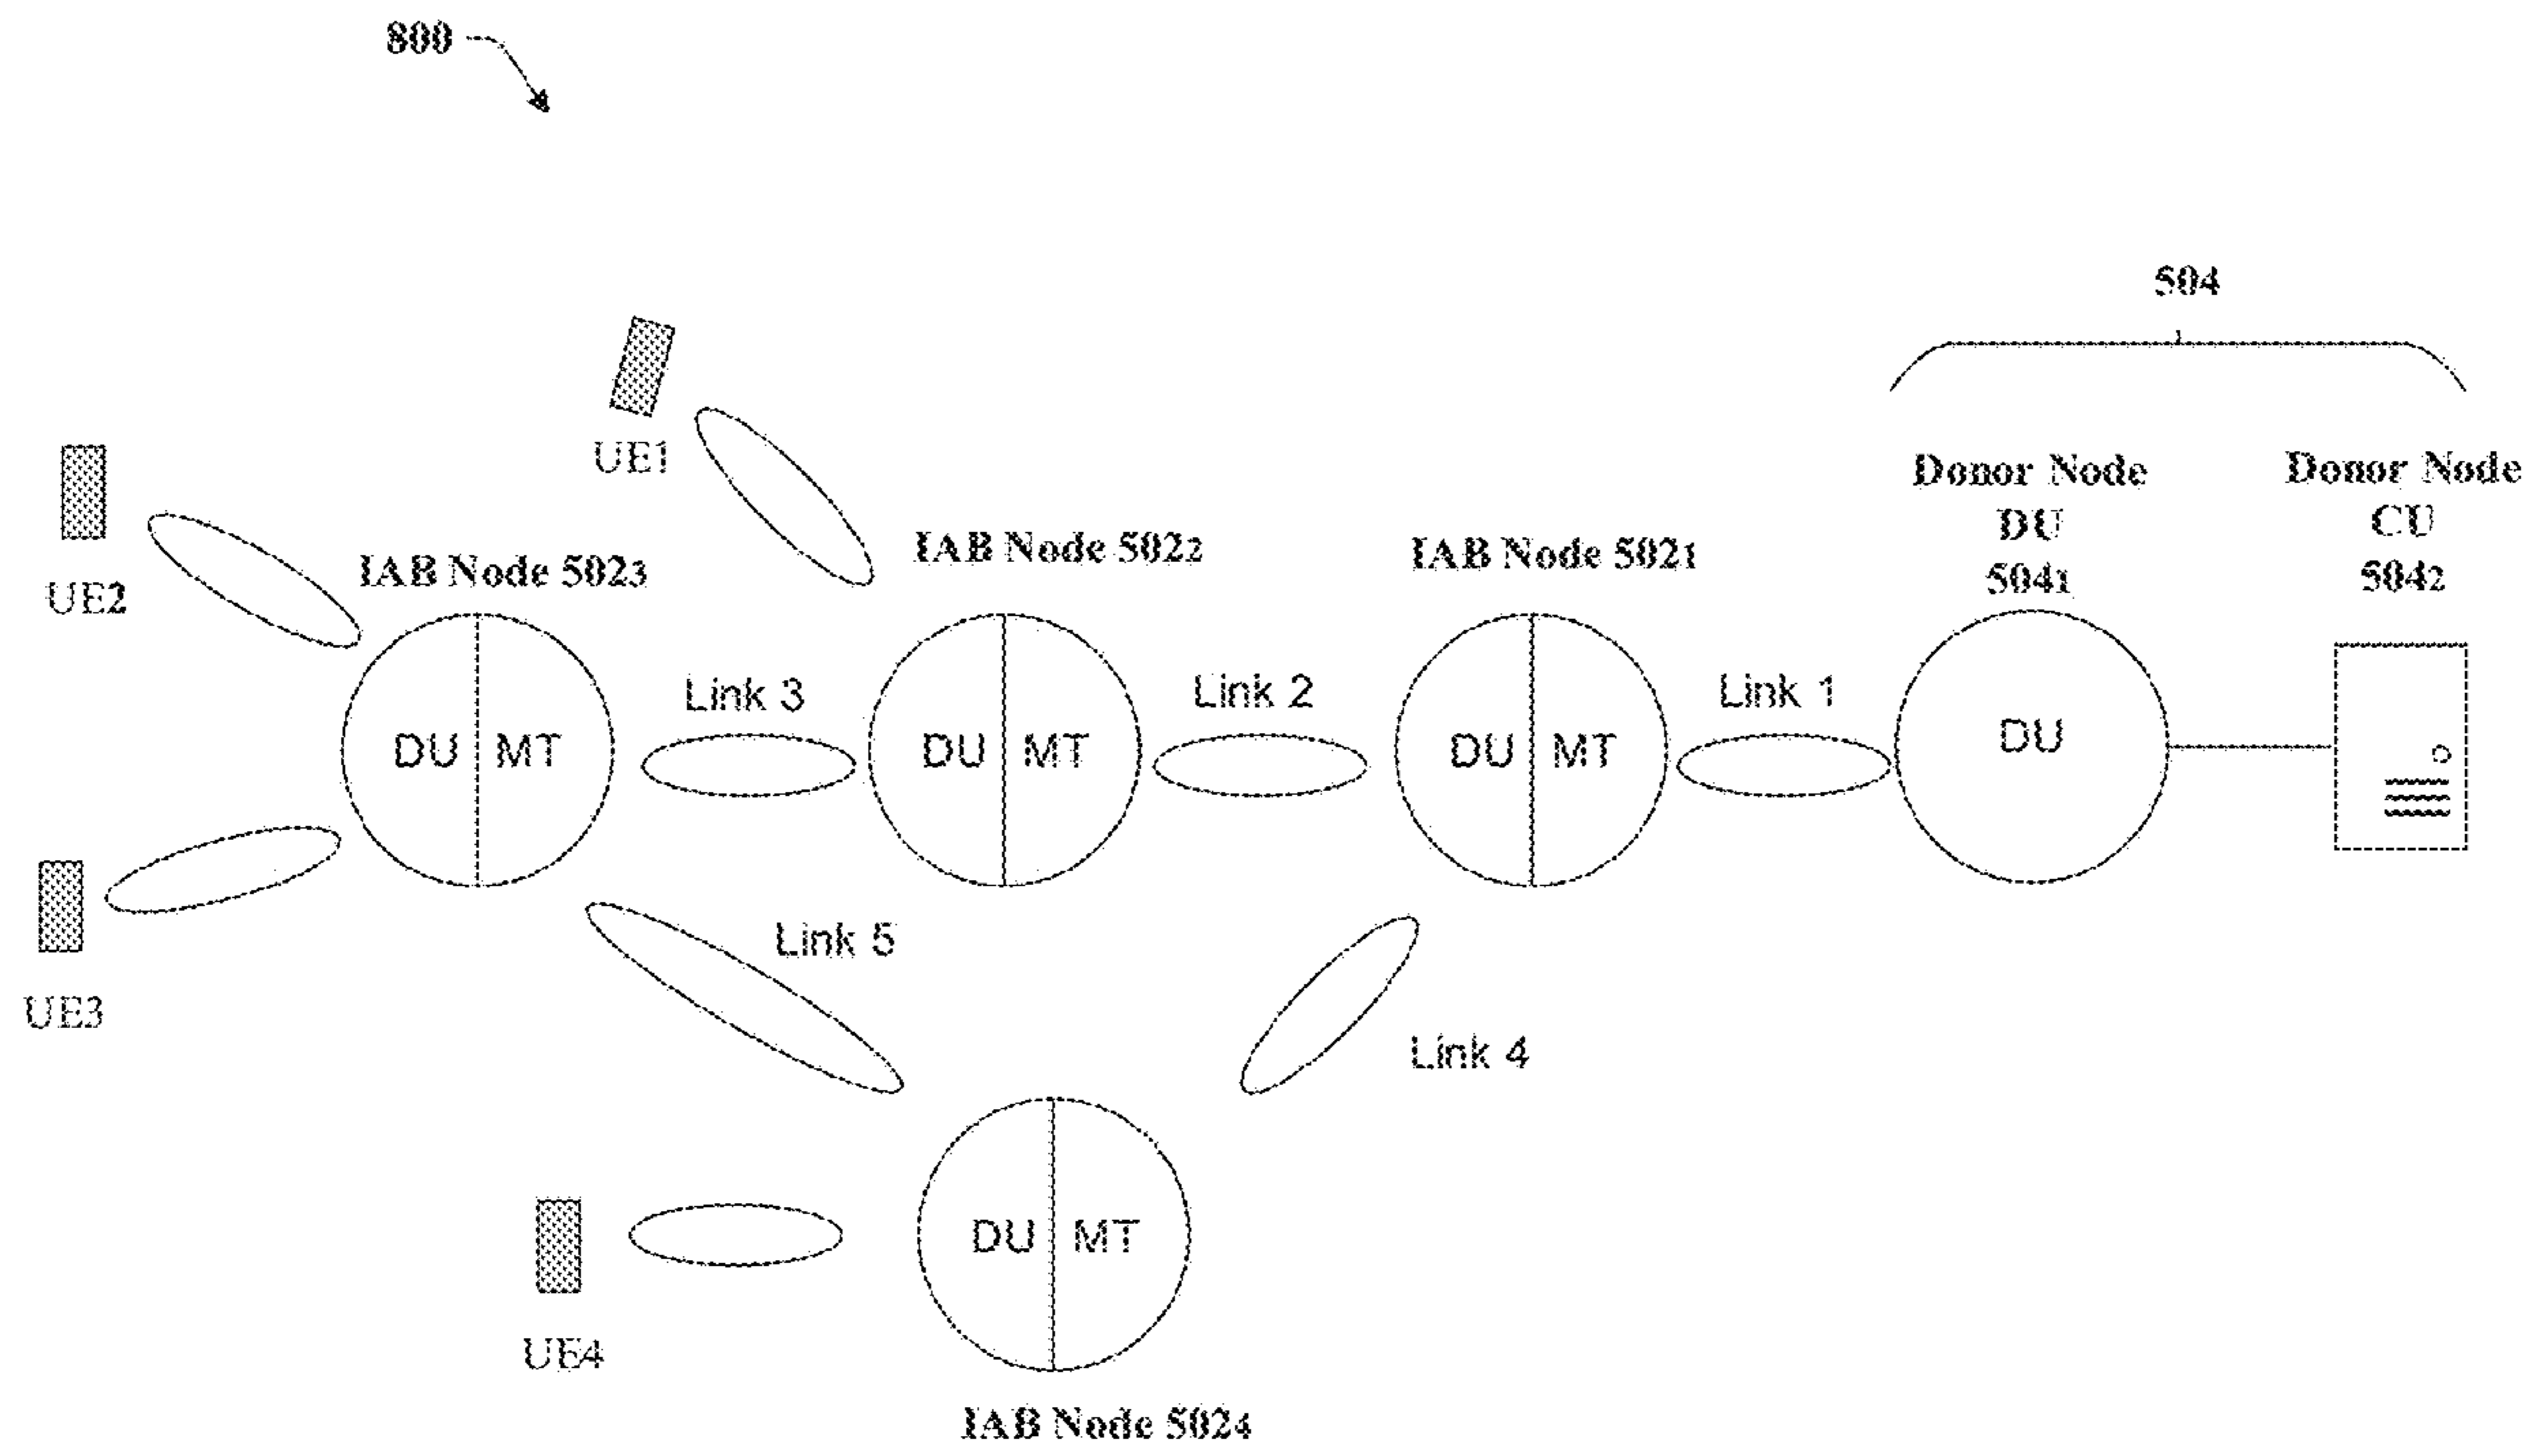 800
504
UE1
UE2
IAB Node 502₃
IAB Node 502₂
IAB Node 502₁
Donor Node
DU
504₁
Donor Node
CU
504₂
DU MT
Link 3
DU MT
Link 2
DU MT
Link 1
DU
UE3
Link 5
Link 4
UE4
DU MT
IAB Node 502₄